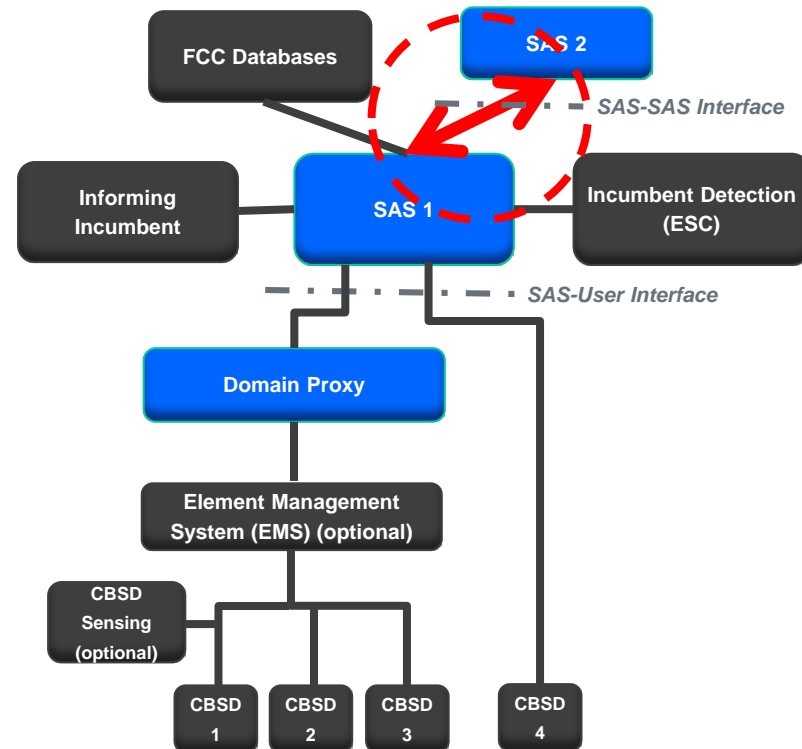 FCC Databases
SAS 2
SAS-SAS Interface
Informing
Incumbent
SAS 1
Incumbent Detection
(ESC)
SAS-User Interface
Domain Proxy
Element Management
System (EMS) (optional)
CBSD
Sensing
(optional)
CBSD
1
CBSD
2
CBSD
3
CBSD
4